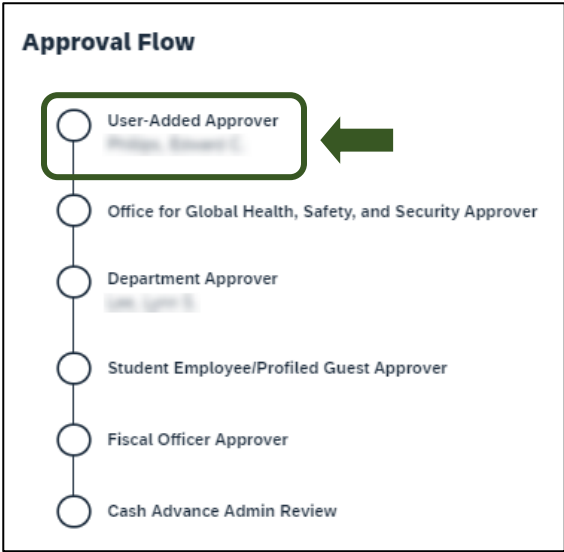 Approval Flow
User-Added Approver
Office for Global Health, Safety, and Security Approver
Department Approver
Student Employee/Profiled Guest Approver
Fiscal Officer Approver
Cash Advance Admin Review